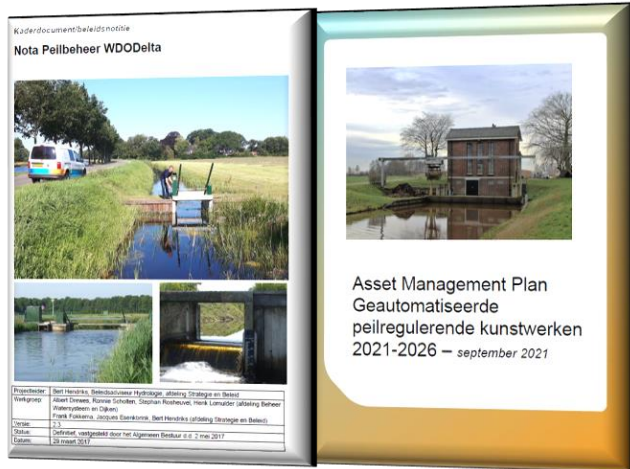 Kaderdocument/beleidsnotitie
Nota Peilbeheer WDODelta
Projectleider: Bert Hendriks, Beleidsadviseur Hydrologie, afdeling Strategie en Beleid
Werkgroep: Albert Drewes, Ronnie Scholten, Stephan Rosheuvel, Henk Lomulder (afdeling Beheer
Watersysteem en Dijken)
Frank Fokkema, Jacques Esenkbrink, Bert Hendriks (afdeling Strategie en Beleid)
Versie: 2.3
Status: Definitief, vastgesteld door het Algemeen Bestuur d.d. 2 mei 2017
Datum: 28 maart 2017
Asset Management Plan
Geautomatiseerde
peilregulerende kunstwerken
2021-2026 – september 2021